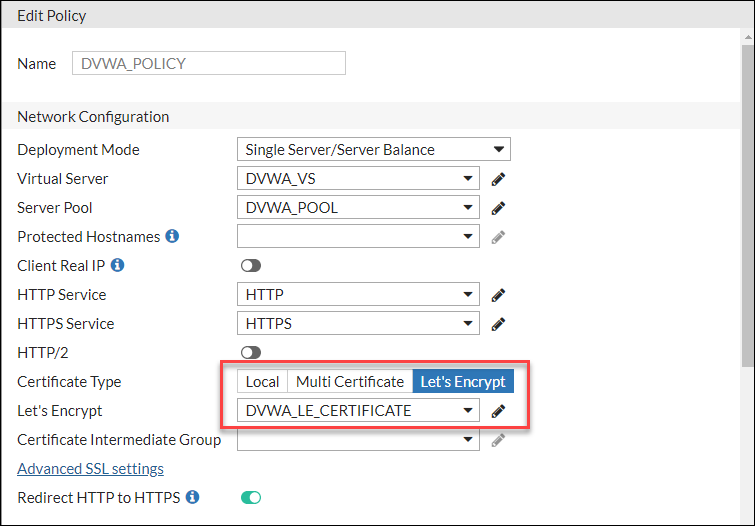 Edit Policy
Name DVWA_POLICY
Network Configuration
Deployment Mode Single Server/Server Balance
Virtual Server DVWA_VS
Server Pool DVWA_POOL
Protected Hostnames
Client Real IP
HTTP Service HTTP
HTTPS Service HTTPS
HTTP/2
Certificate Type Local Multi Certificate Let's Encrypt
Let's Encrypt DVWA_LE_CERTIFICATE
Certificate Intermediate Group
Advanced SSL settings
Redirect HTTP to HTTPS